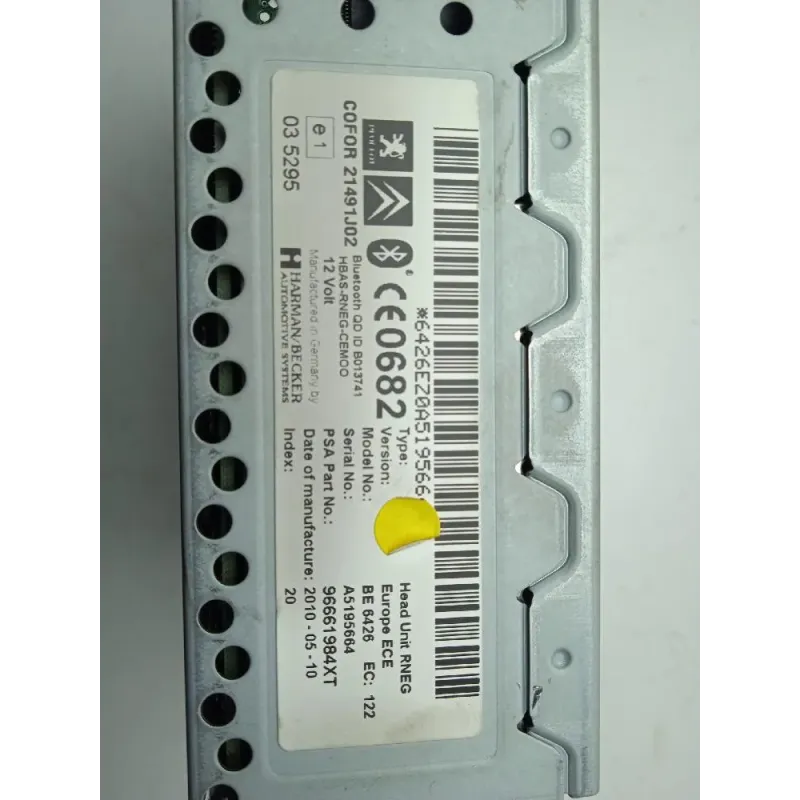 *6426EZ0A519566
PEUGEOT
CE0682
COFOR 21491J02
Bluetooth QD ID B013741
HBAS-RNEG-CEMOO
e1
12 Volt
03 5295
Manufactured in Germany by
HARMAN/BECKER
AUTOMOTIVE SYSTEMS
Type: Head Unit RNEG
Version: Europe ECE
Model No.: BE 6426 EC: 122
Serial No.: A5195664
PSA Part No.: 96661984XT
Date of manufacture: 2010 - 05 - 10
Index: 20